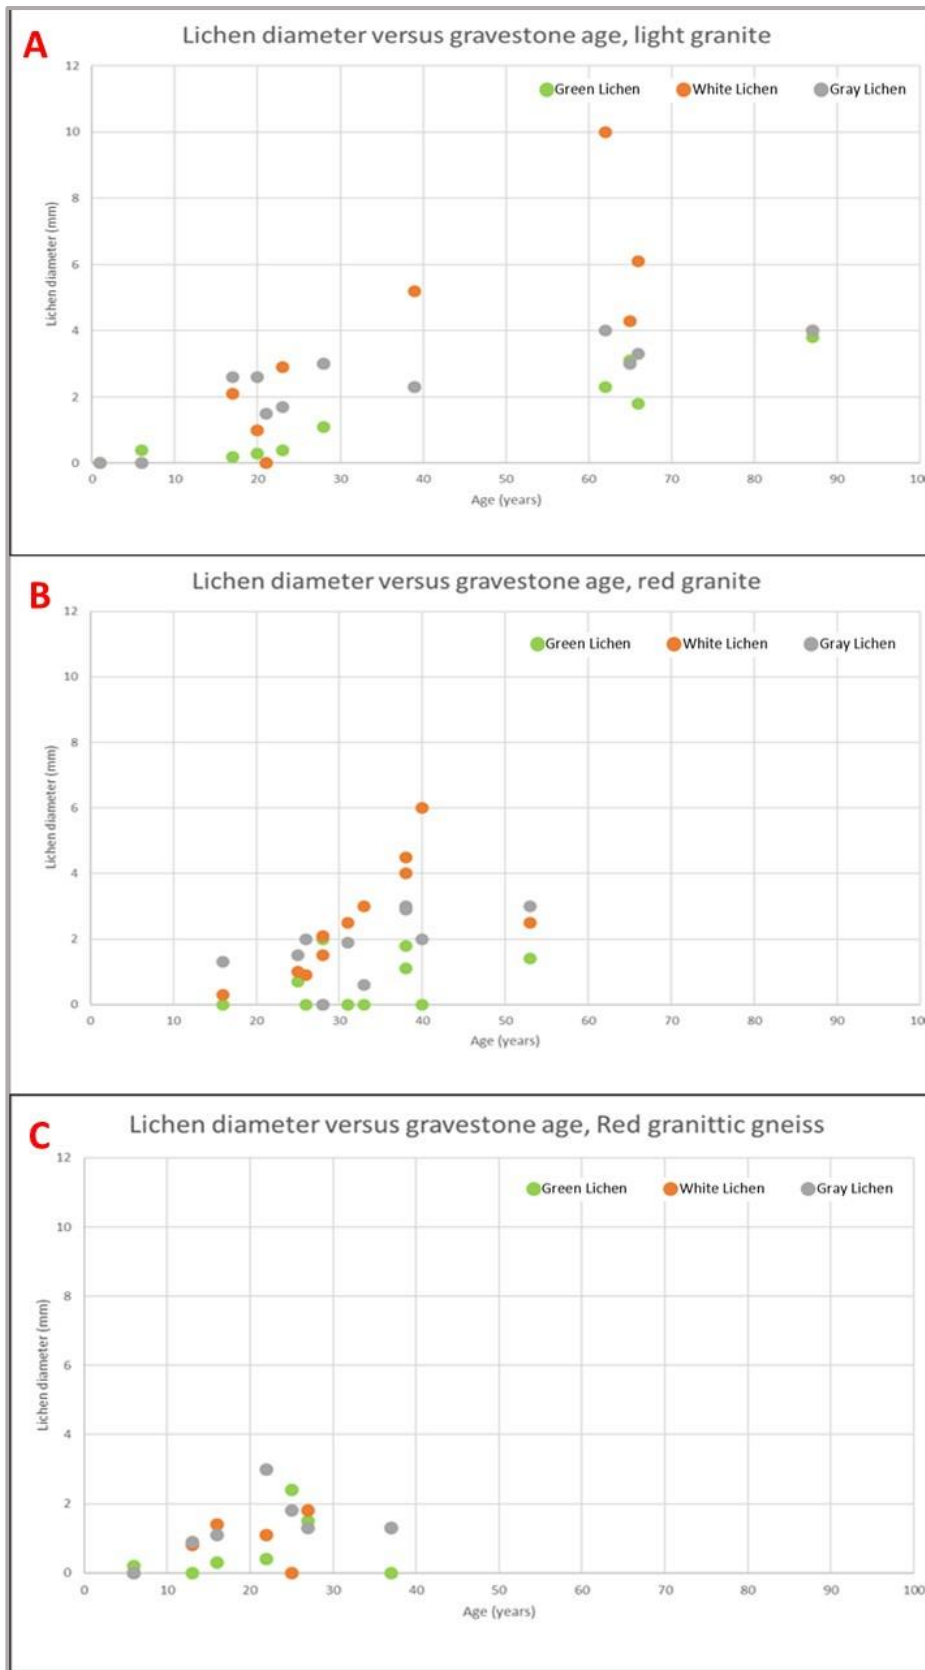 A
Lichen diameter versus gravestone age, light granite
12
Green Lichen White Lichen Gray Lichen
10
8
6
4
2
0
Lichen diameter (mm)
0 10 20 30 40 50 60 70 80 90 10
Age (years)
B
Lichen diameter versus gravestone age, red granite
12
Green Lichen White Lichen Gray Lichen
10
8
6
4
2
0
Lichen diameter (mm)
0 10 20 30 40 50 60 70 80 90 10
Age (years)
C
Lichen diameter versus gravestone age, Red granittic gneiss
12
Green Lichen White Lichen Gray Lichen
10
8
6
4
2
0
Lichen diameter (mm)
0 10 20 30 40 50 60 70 80 90 100
Age (years)